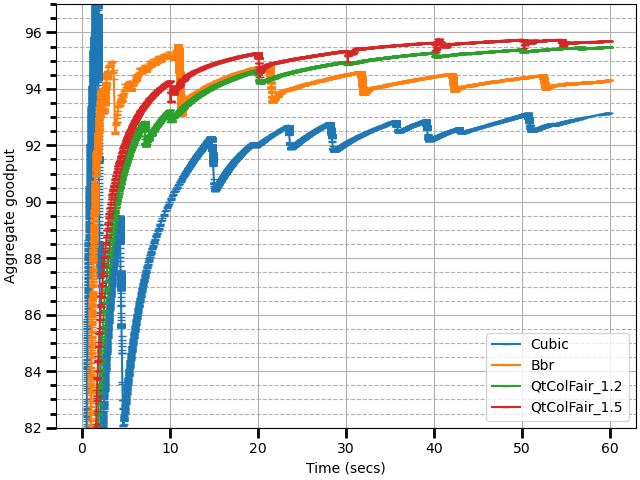 Aggregate goodput
96
94
92
90
88
86
84
82
0 10 20 30 40 50 60
Time (secs)
Cubic
Bbr
QtColFair_1.2
QtColFair_1.5